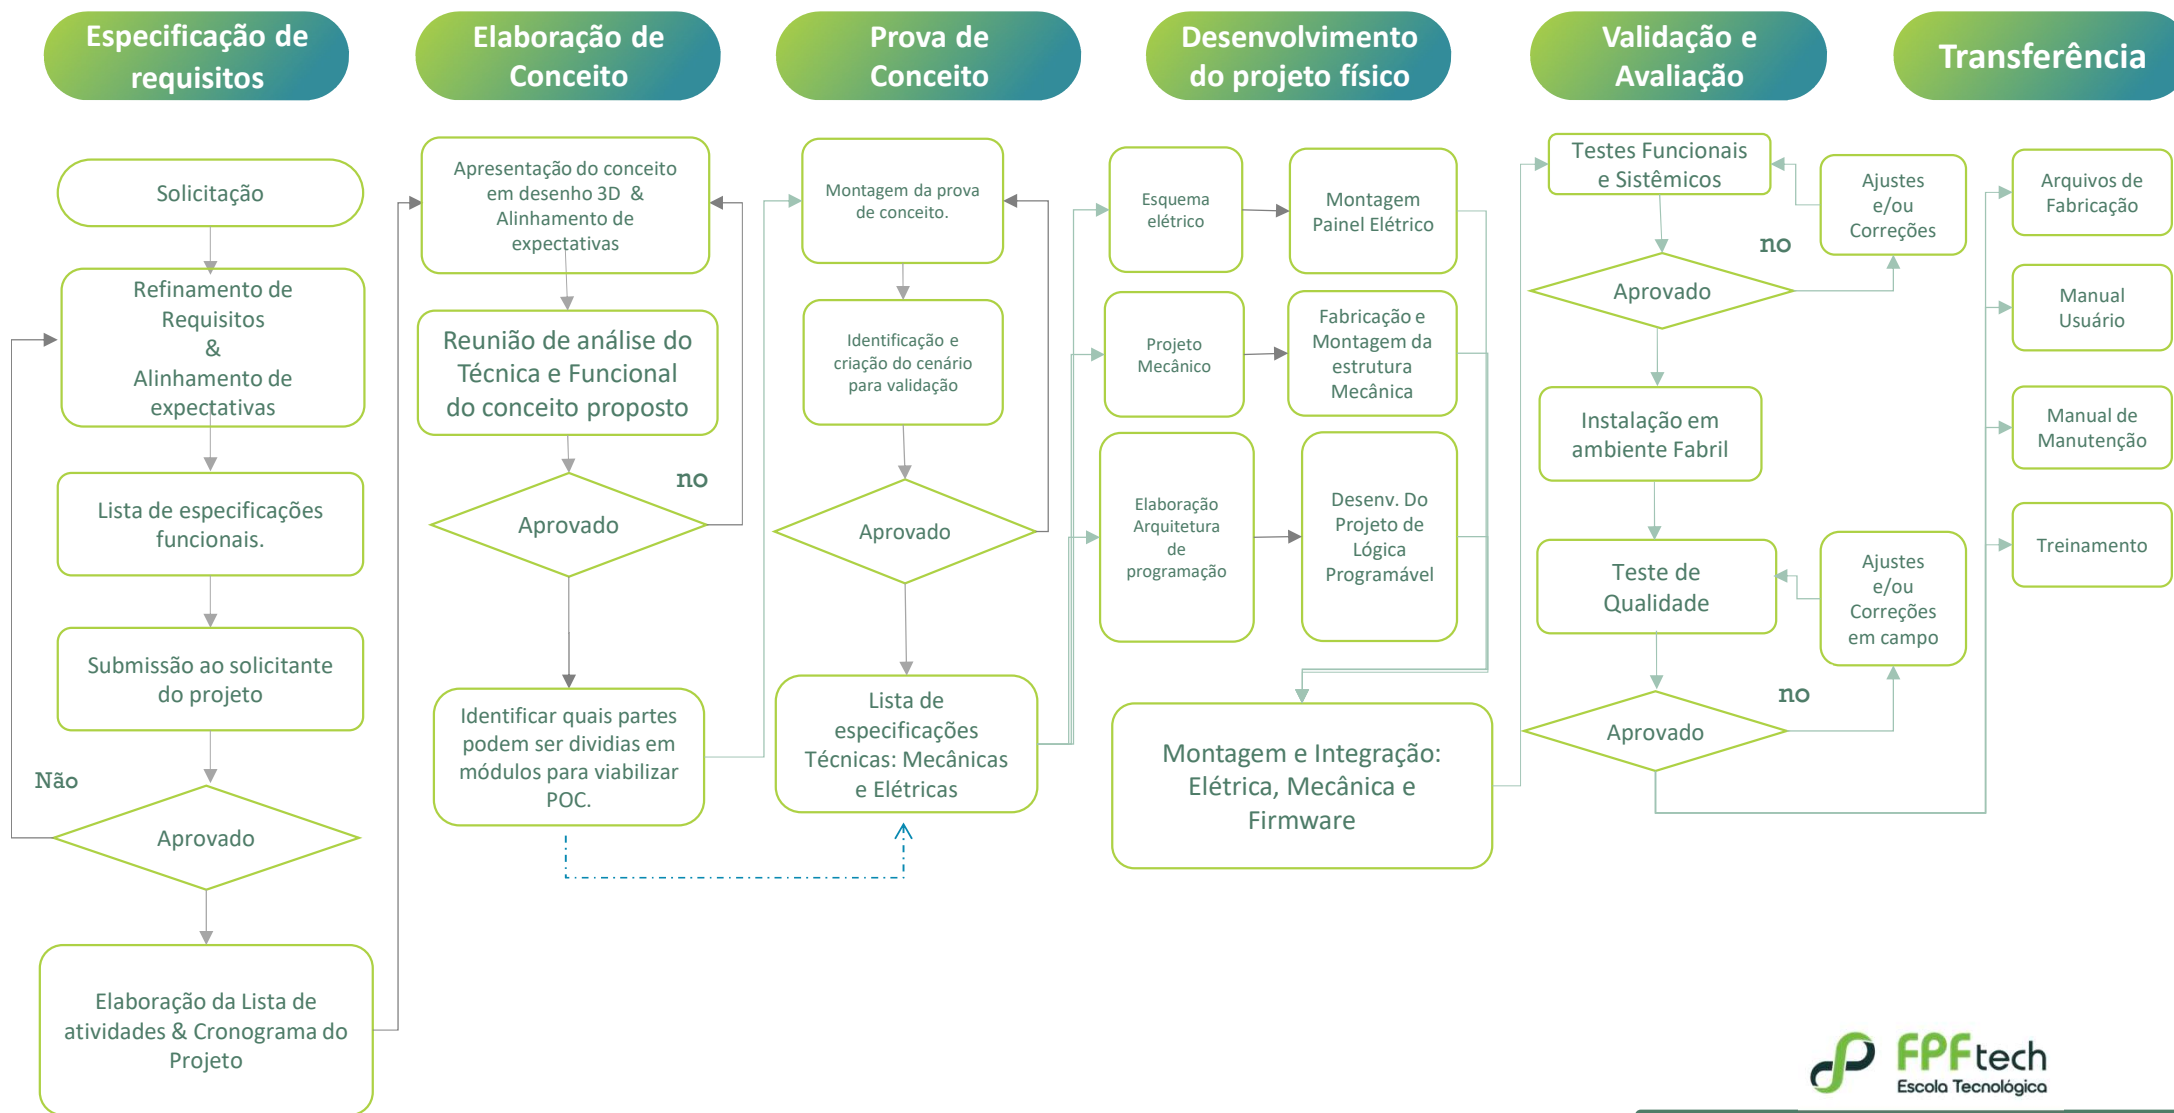 Especificação de
requisitos
Elaboração de
Conceito
Prova de
Conceito
Desenvolvimento
do projeto físico
Validação e
Avaliação
Transferência
Solicitação
Refinamento de
Requisitos
&
Alinhamento de
expectativas
Lista de especificações
funcionais.
Submissão ao solicitante
do projeto
Não
Aprovado
Elaboração da Lista de
atividades & Cronograma do
Projeto
Apresentação do conceito
em desenho 3D &
Alinhamento de
expectativas
Reunião de análise do
Técnica e Funcional
do conceito proposto
no
Aprovado
Identificar quais partes
podem ser dividias em
módulos para viabilizar
POC.
Montagem da prova
de conceito.
Identificação e
criação do cenário
para validação
Aprovado
Lista de
especificações
Técnicas: Mecânicas
e Elétricas
Esquema
elétrico
Montagem
Painel Elétrico
Projeto
Mecânico
Fabricação e
Montagem da
estrutura
Mecânica
Elaboração
Arquitetura
de
programação
Desenv. Do
Projeto de
Lógica
Programável
Montagem e Integração:
Elétrica, Mecânica e
Firmware
Testes Funcionais
e Sistêmicos
Ajustes
e/ou
Correções
no
Aprovado
Instalação em
ambiente Fabril
Teste de
Qualidade
Ajustes
e/ou
Correções
em campo
no
Aprovado
Arquivos de
Fabricação
Manual
Usuário
Manual de
Manutenção
Treinamento
FPFtech
Escola Tecnológica